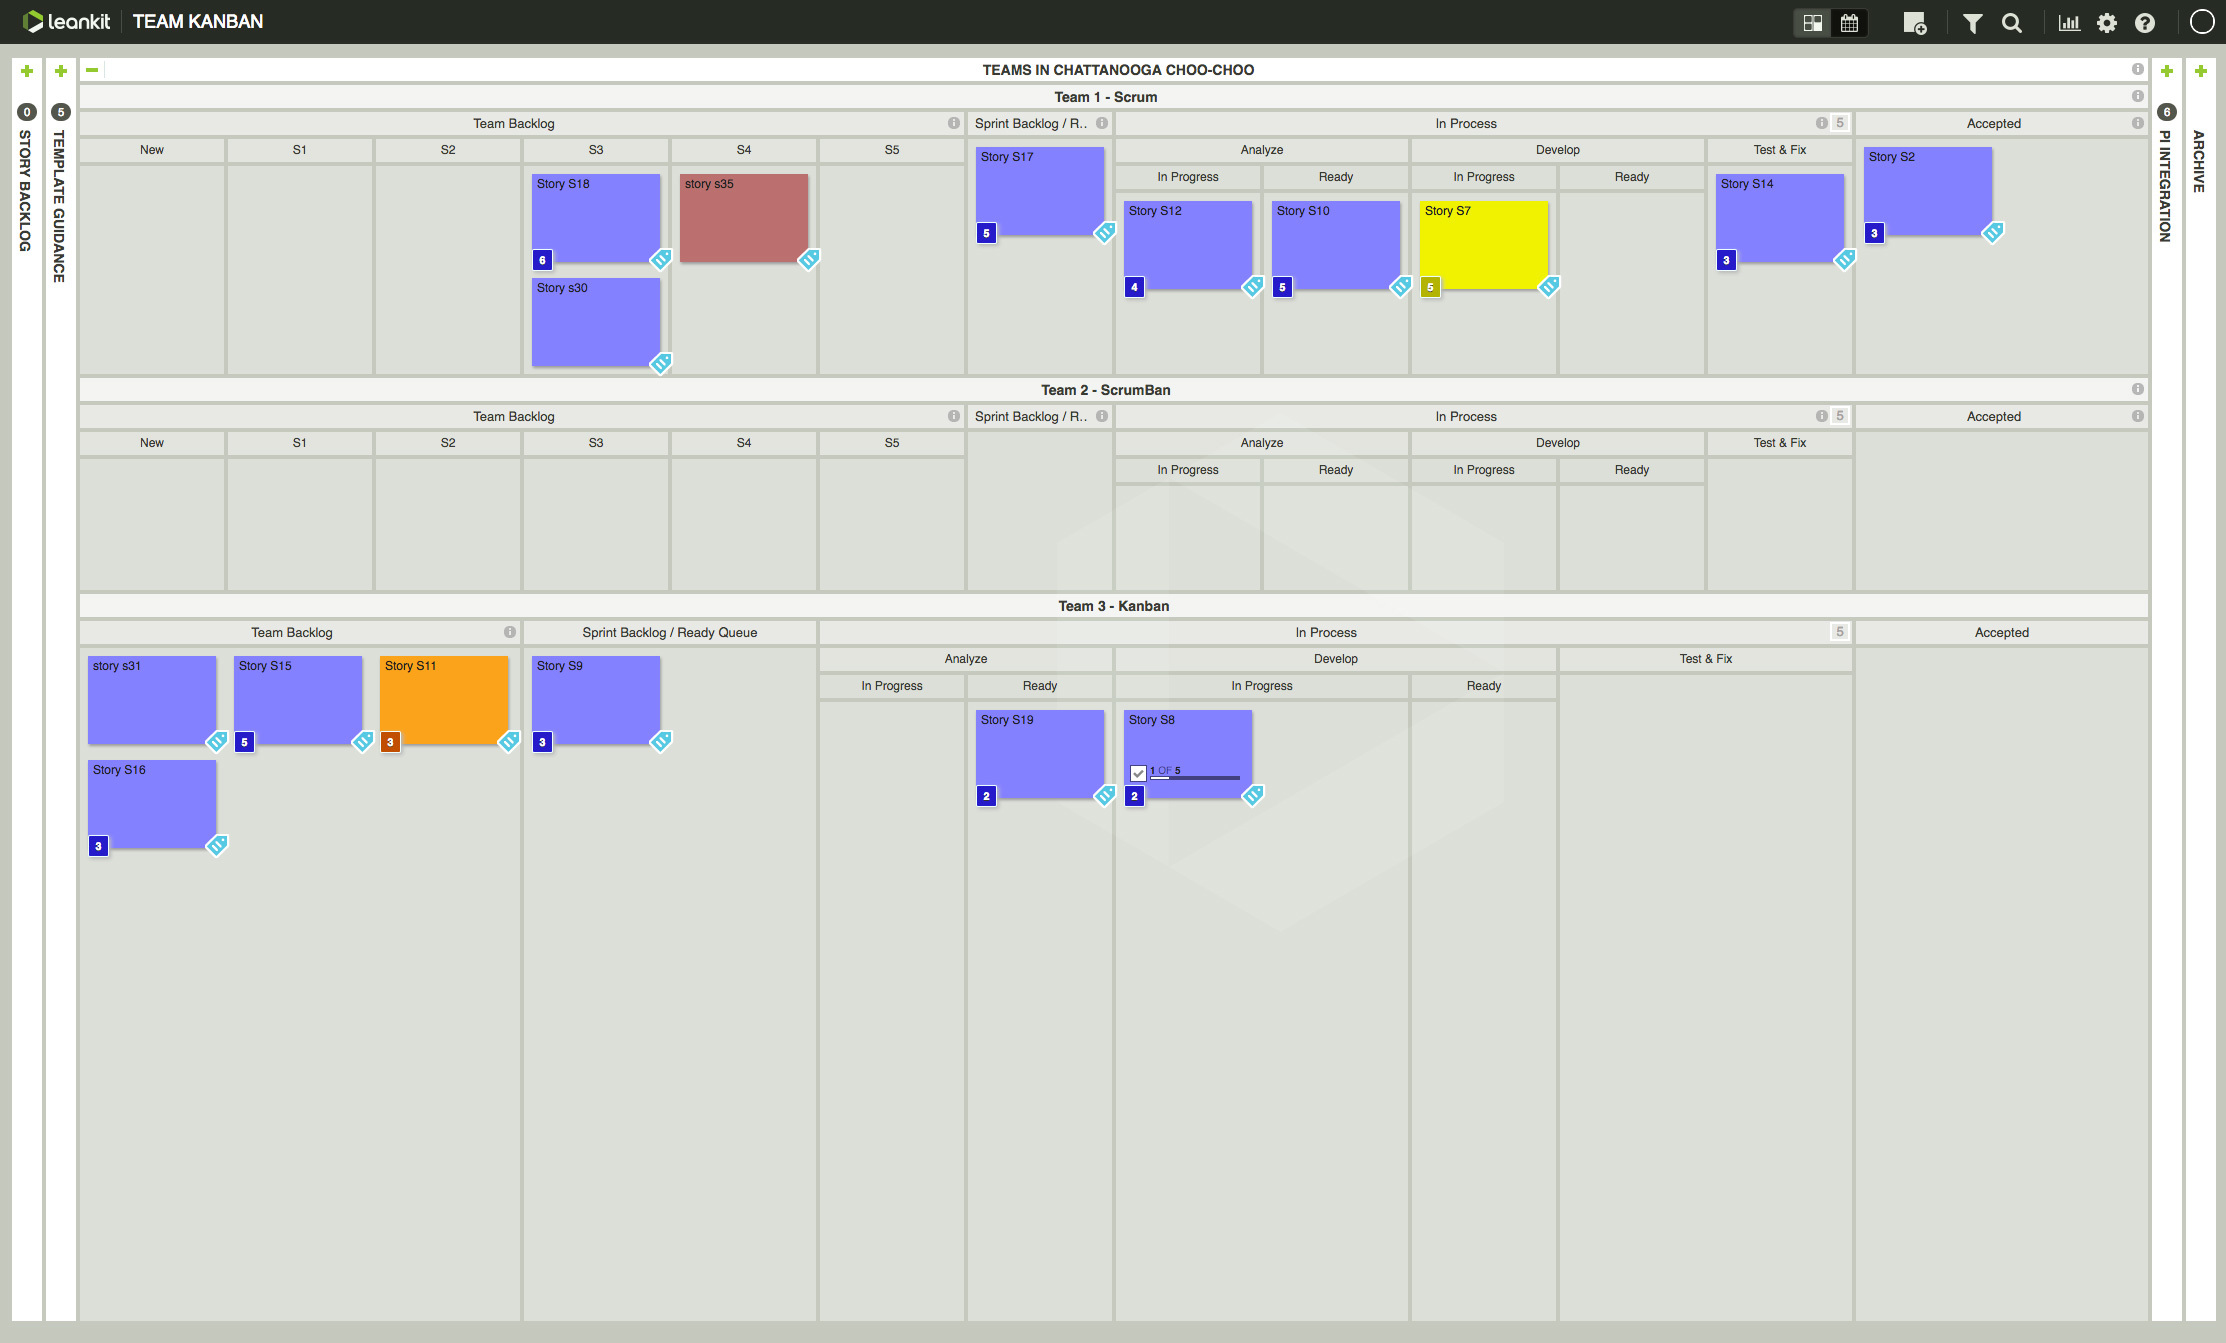 leankit TEAM KANBAN
TEAMS IN CHATTANOOGA CHOO-CHOO
0 STORY BACKLOG
5 TEMPLATE GUIDANCE
Team 1 - Scrum
Team Backlog Sprint Backlog / R.. In Process 5 Accepted
New S1 S2 S3 S4 S5 Analyze Develop Test & Fix
In Progress Ready In Progress Ready
Story S18
6
Story s30
story s35
Story S17
5
Story S12
4
Story S10
5
Story S7
5
Story S14
3
Story S2
3
Team 2 - ScrumBan
Team Backlog Sprint Backlog / R.. In Process 5 Accepted
New S1 S2 S3 S4 S5 Analyze Develop Test & Fix
In Progress Ready In Progress Ready
Team 3 - Kanban
Team Backlog Sprint Backlog / Ready Queue In Process 5 Accepted
Analyze Develop Test & Fix
In Progress Ready In Progress Ready
story s31
Story S15
5
Story S11
3
Story S16
3
Story S9
3
Story S19
2
Story S8
1 OF 5
2
6 PI INTEGRATION
ARCHIVE